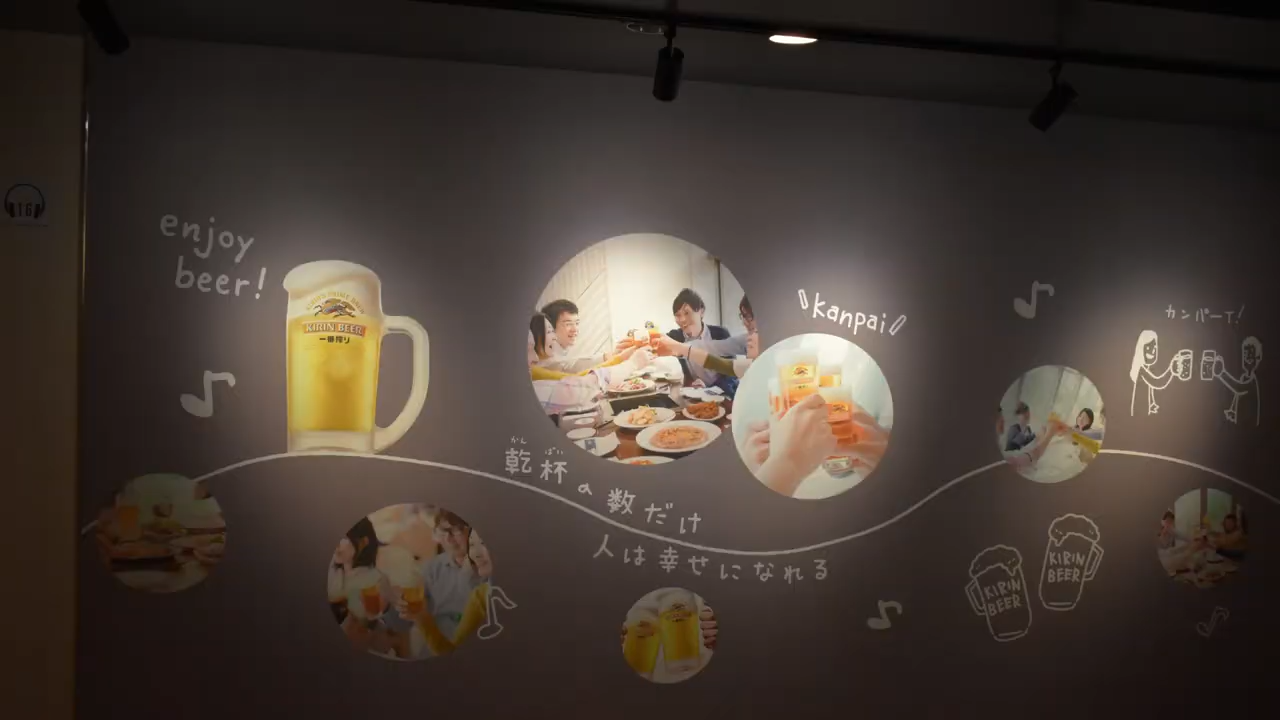 16
enjoy
beer!
KIRIN BEER
一番搾り
kanpai
カンパーイ!
かん ぱい
乾杯の数だけ
人は幸せになれる
KIRIN
BEER
KIRIN
BEER